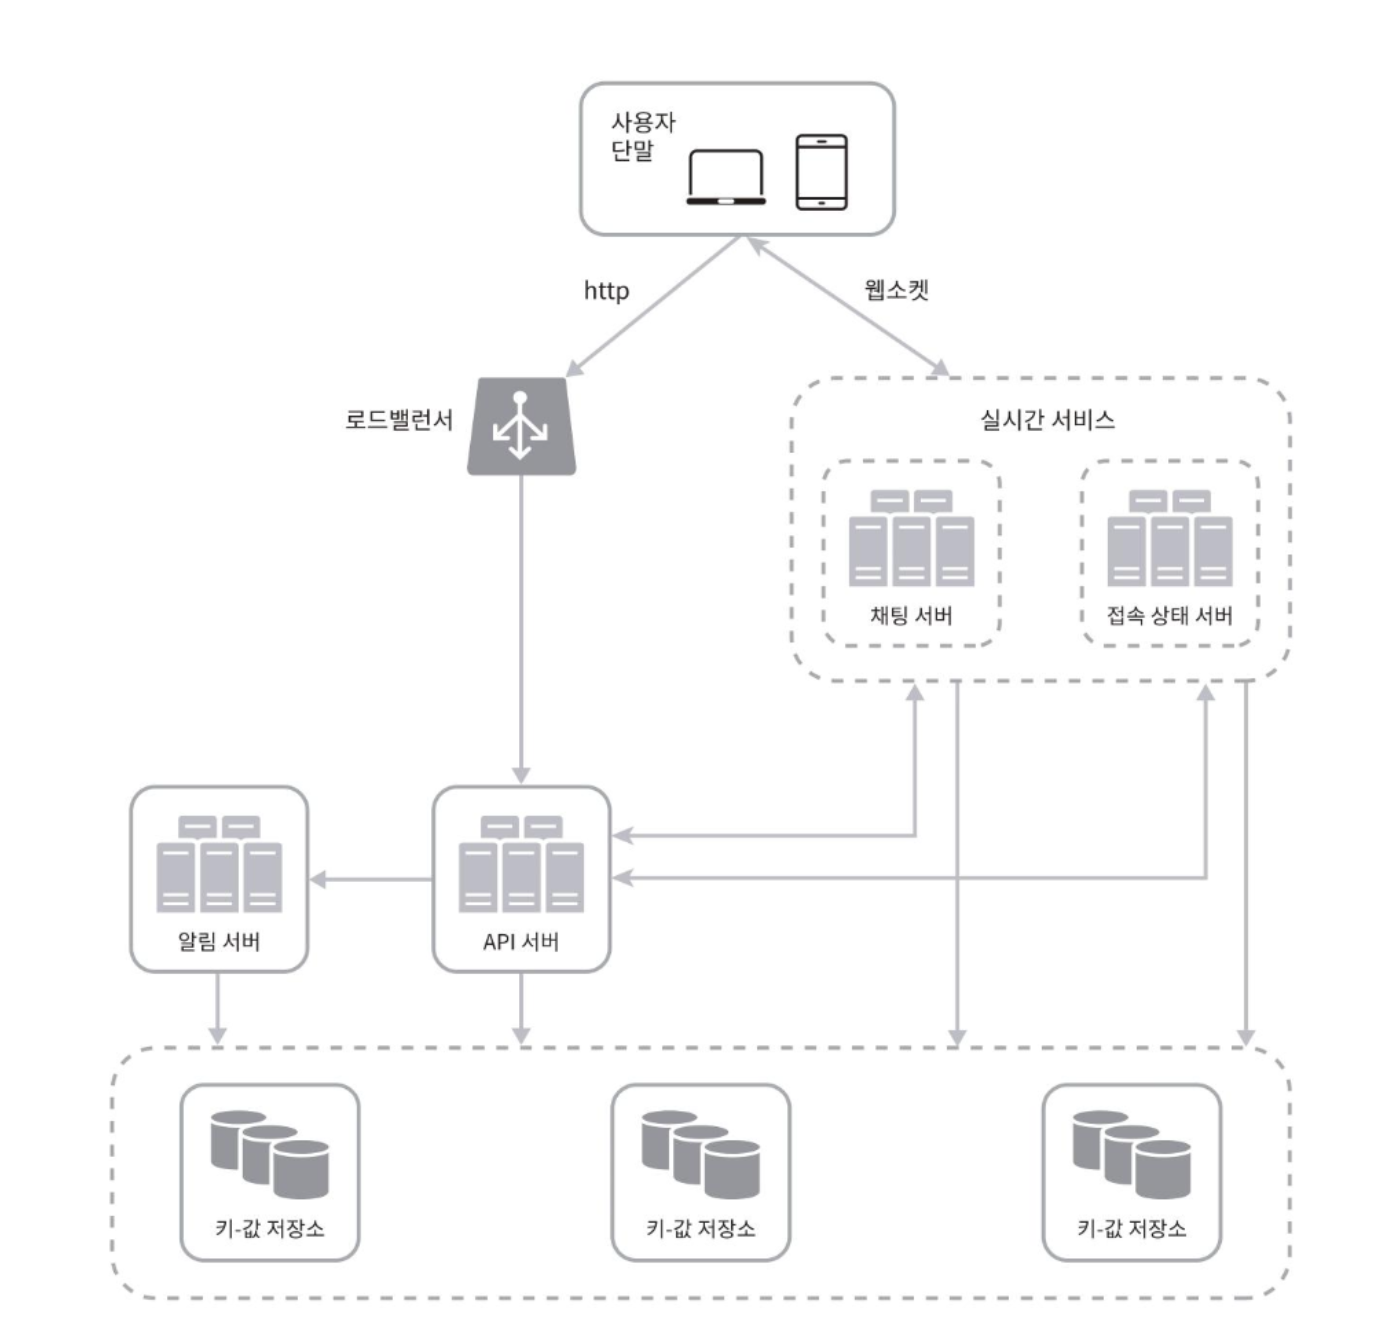 사용자
단말
http
웹소켓
로드밸런서
실시간 서비스
채팅 서버
접속 상태 서버
알림 서버
API 서버
키-값 저장소
키-값 저장소
키-값 저장소